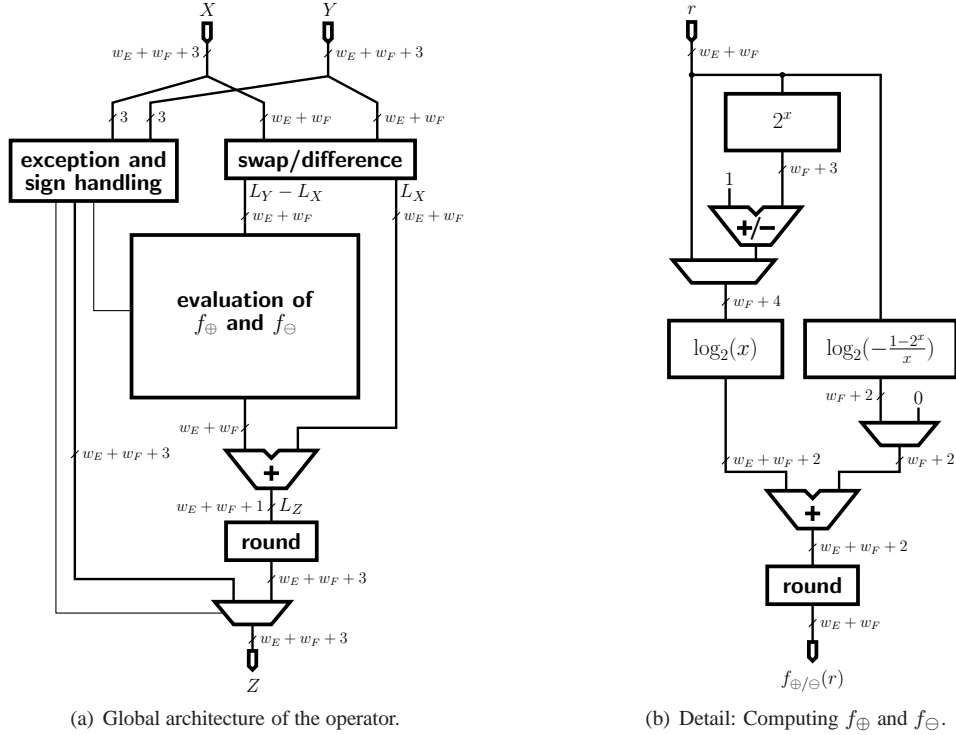 X
Y
w_E + w_F + 3
w_E + w_F + 3
3
3
w_E + w_F
w_E + w_F
exception and
sign handling
swap/difference
L_Y − L_X
L_X
w_E + w_F
w_E + w_F
evaluation of
f_⊕ and f_⊖
w_E + w_F
w_E + w_F + 3
+
w_E + w_F + 1
L_Z
round
w_E + w_F + 3
w_E + w_F + 3
Z
(a) Global architecture of the operator.
r
w_E + w_F
2^x
w_F + 3
1
+/−
w_F + 4
log_2(x)
log_2(−\frac{1−2^x}{x})
w_F + 2
0
w_E + w_F + 2
w_F + 2
+
w_E + w_F + 2
round
w_E + w_F
f_{⊕/⊖}(r)
(b) Detail: Computing f_⊕ and f_⊖.